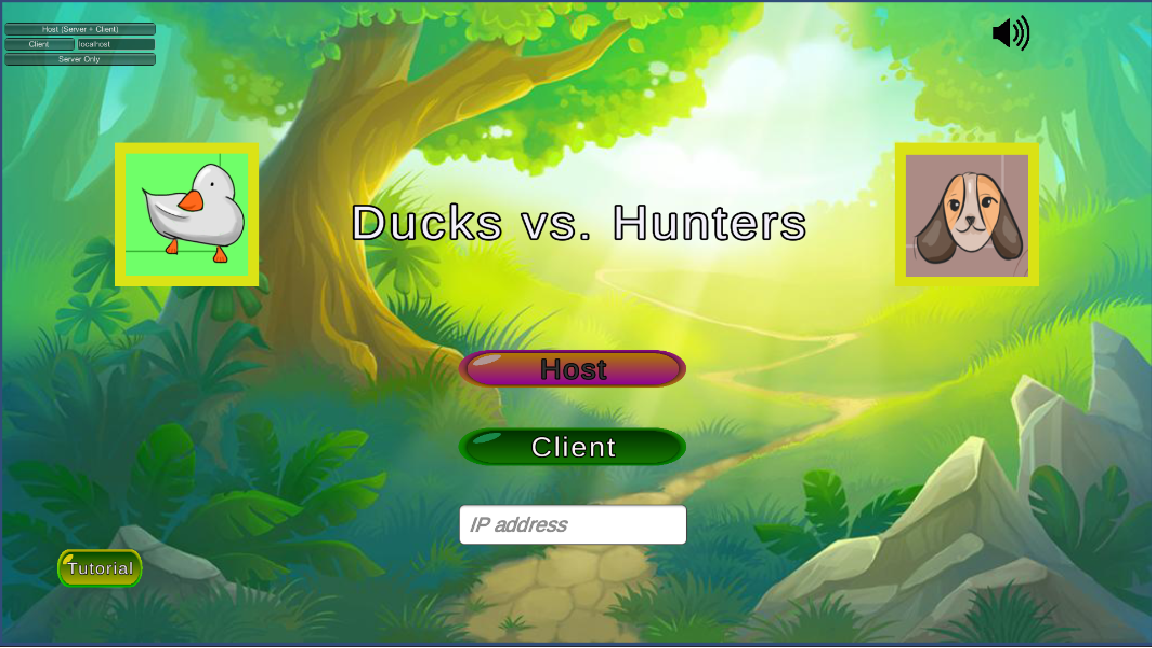 Host (Server + Client)
Client localhost
Server Only
Ducks vs. Hunters
Host
Client
IP address
Tutorial